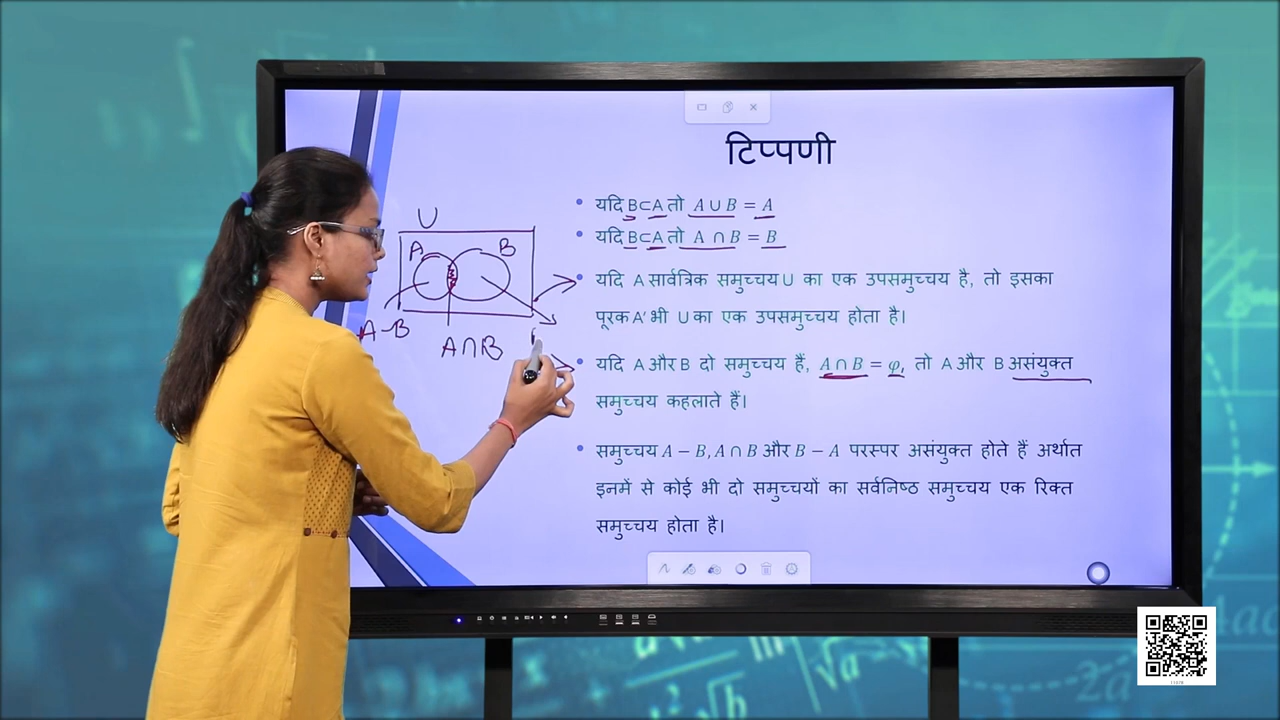 टिप्पणी
यदि B⊂A तो A ∪ B = A
यदि B⊂A तो A ∩ B = B
यदि A सार्वत्रिक समुच्चय U का एक उपसमुच्चय है, तो इसका
पूरक A′ भी U का एक उपसमुच्चय होता है।
यदि A और B दो समुच्चय हैं, A ∩ B = φ, तो A और B असंयुक्त
समुच्चय कहलाते हैं।
समुच्चय A − B, A ∩ B और B − A परस्पर असंयुक्त होते हैं अर्थात
इनमें से कोई भी दो समुच्चयों का सर्वनिष्ठ समुच्चय एक रिक्त
समुच्चय होता है।
U
A B
A-B
A∩B
2a